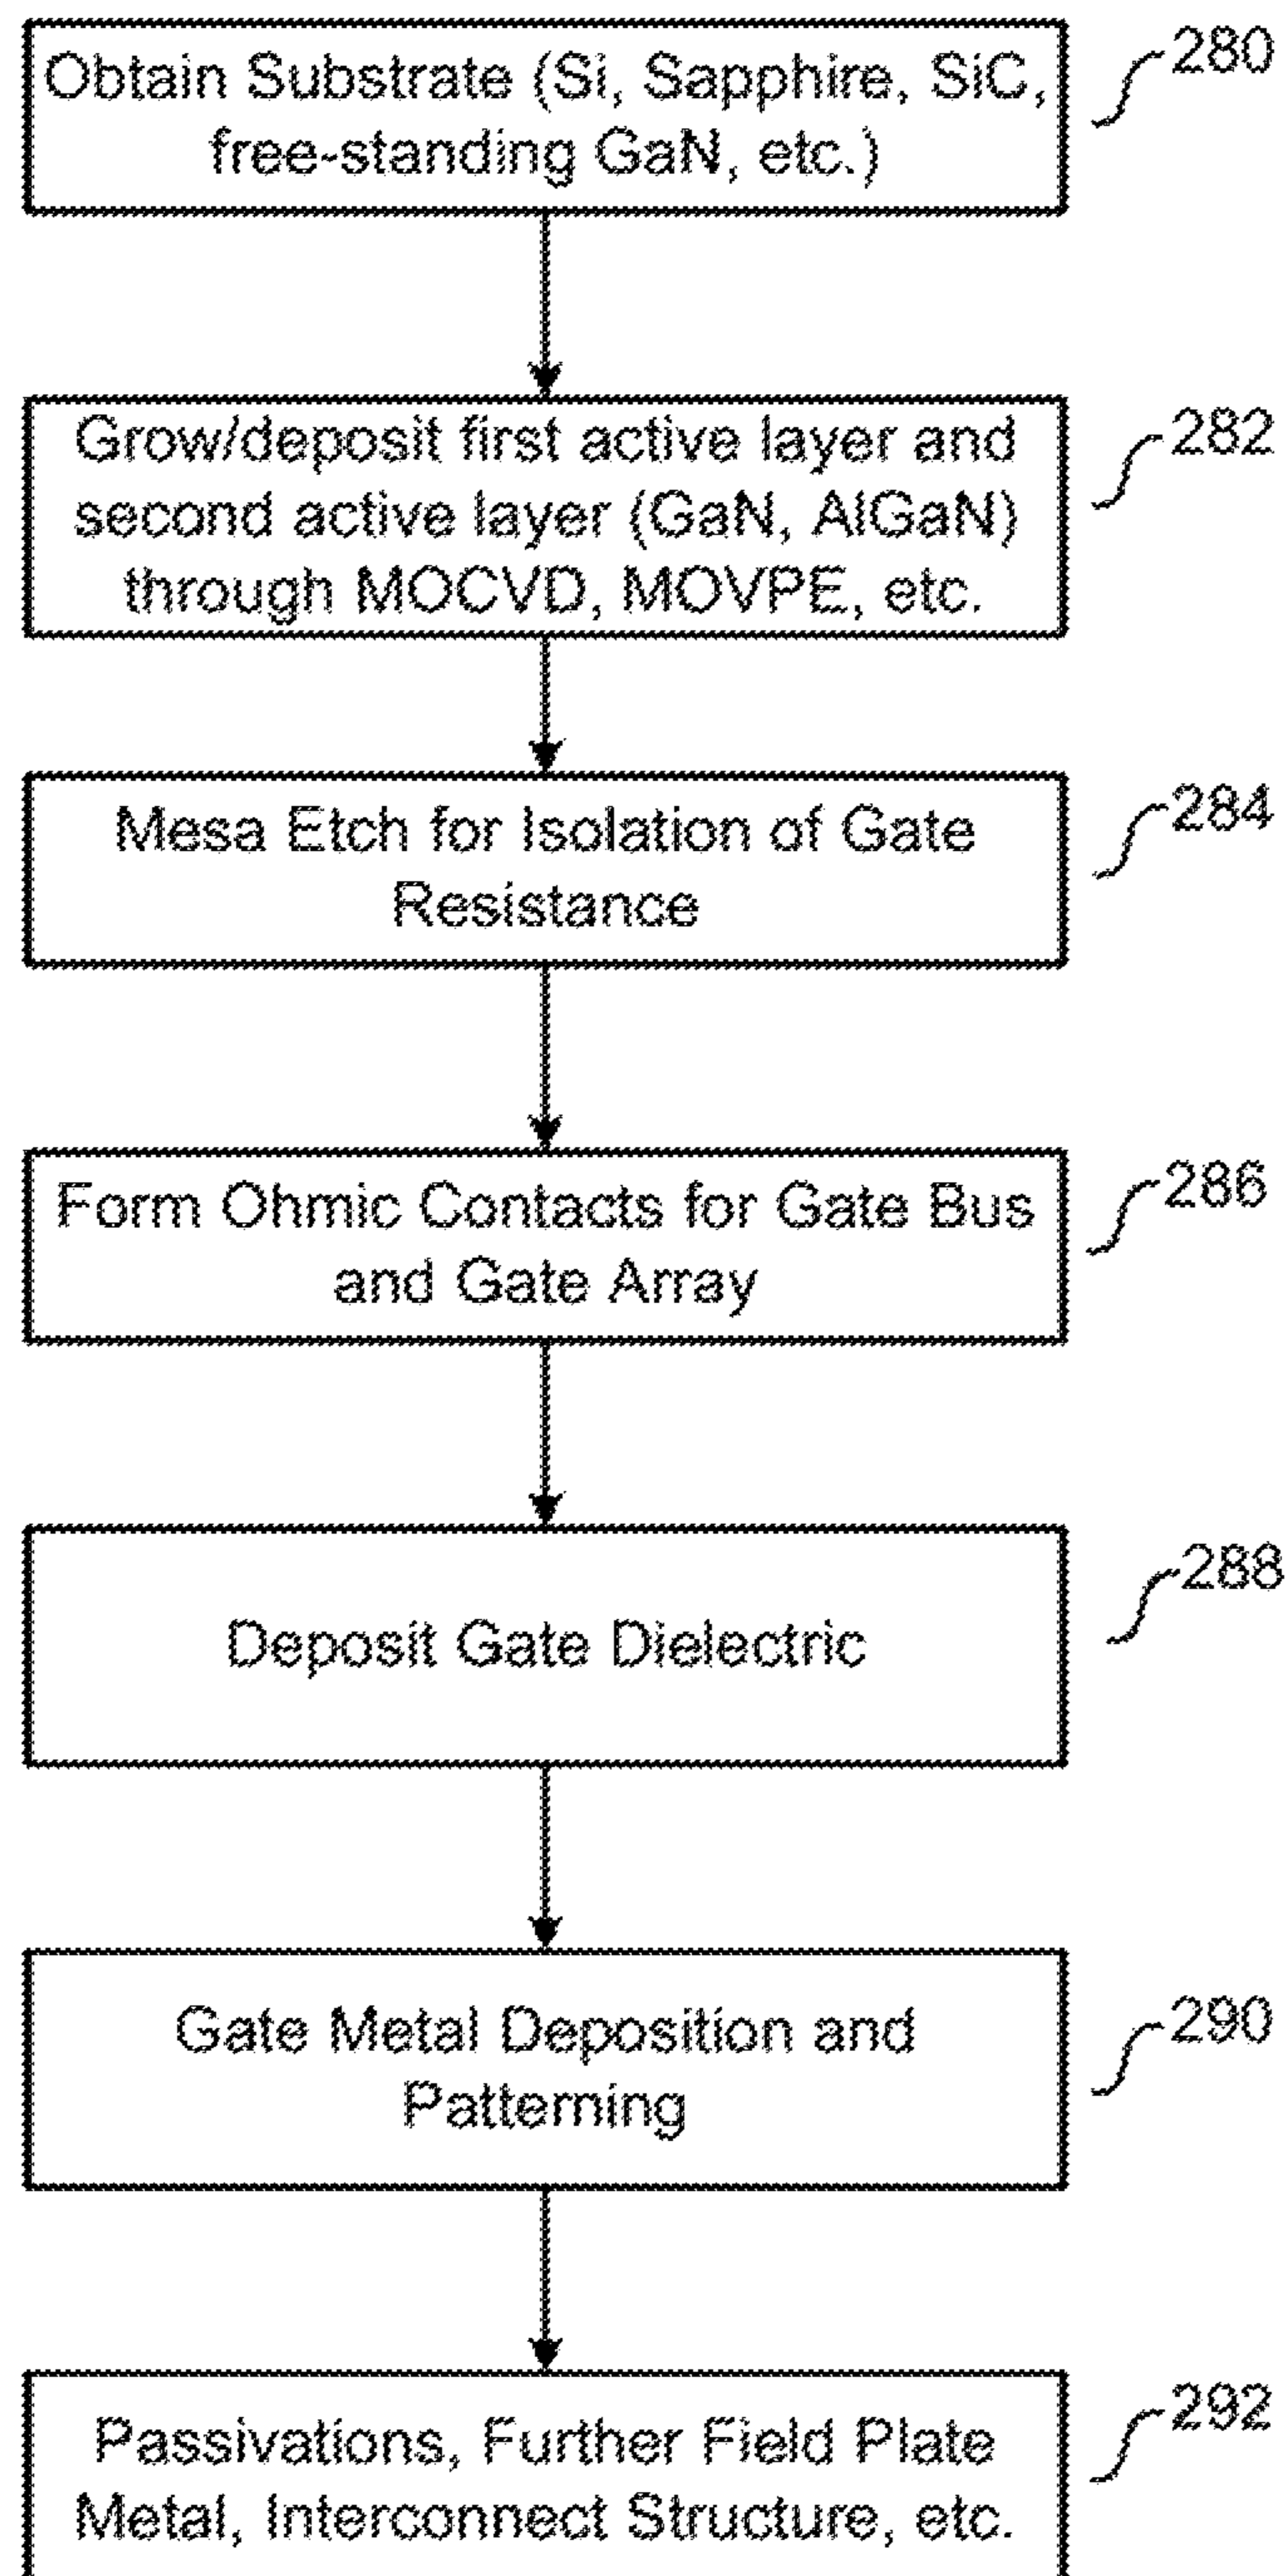 Obtain Substrate (Si, Sapphire, SiC,
free-standing GaN, etc.)
280
Grow/deposit first active layer and
second active layer (GaN, AlGaN)
through MOCVD, MOVPE, etc.
282
Mesa Etch for Isolation of Gate
Resistance
284
Form Ohmic Contacts for Gate Bus
and Gate Array
286
Deposit Gate Dielectric
288
Gate Metal Deposition and
Patterning
290
Passivations, Further Field Plate
Metal, Interconnect Structure, etc.
292